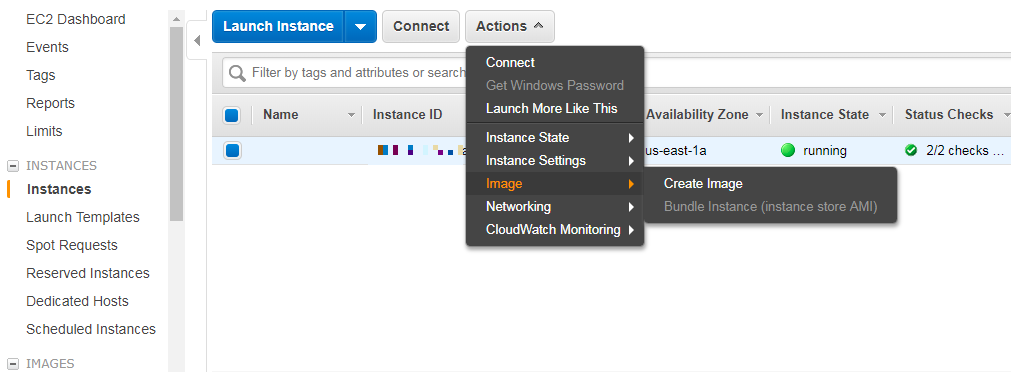 EC2 Dashboard
Events
Tags
Reports
Limits
INSTANCES
Instances
Launch Templates
Spot Requests
Reserved Instances
Dedicated Hosts
Scheduled Instances
IMAGES
Launch Instance
Connect
Actions
Filter by tags and attributes or search
Name
Instance ID
Availability Zone
Instance State
Status Checks
us-east-1a
running
2/2 checks ...
Connect
Get Windows Password
Launch More Like This
Instance State
Instance Settings
Image
Networking
CloudWatch Monitoring
Create Image
Bundle Instance (instance store AMI)